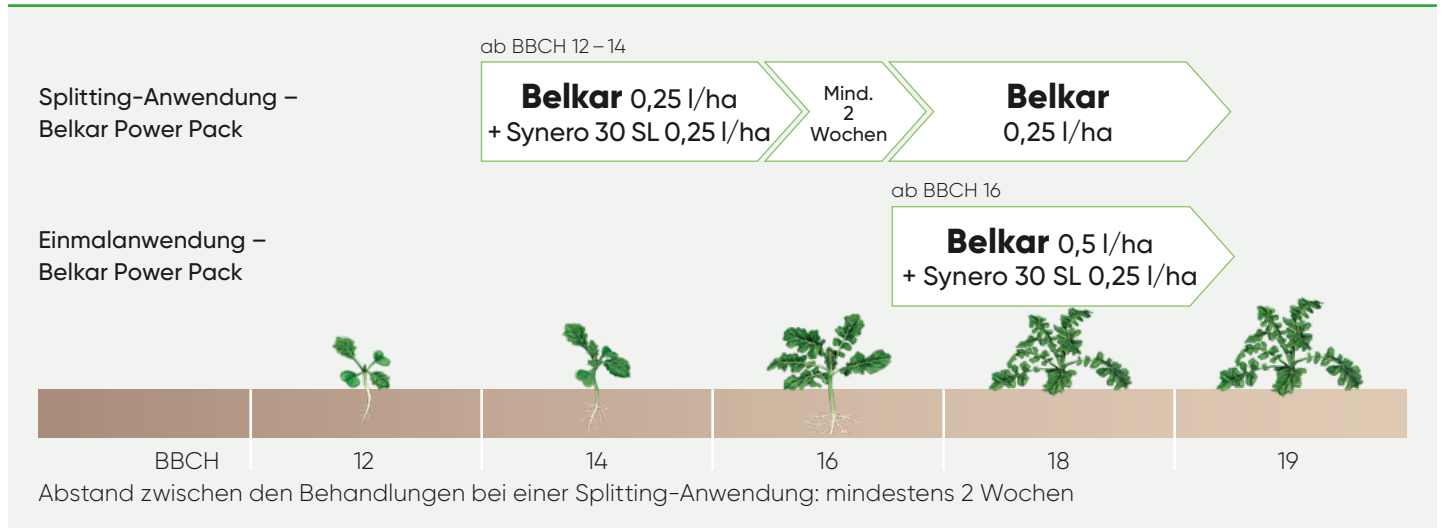 ab BBCH 12–14
Splitting-Anwendung –
Belkar Power Pack
Belkar 0,25 l/ha
+ Synero 30 SL 0,25 l/ha
Mind.
2
Wochen
Belkar
0,25 l/ha
ab BBCH 16
Einmalanwendung –
Belkar Power Pack
Belkar 0,5 l/ha
+ Synero 30 SL 0,25 l/ha
BBCH 12 14 16 18 19
Abstand zwischen den Behandlungen bei einer Splitting-Anwendung: mindestens 2 Wochen